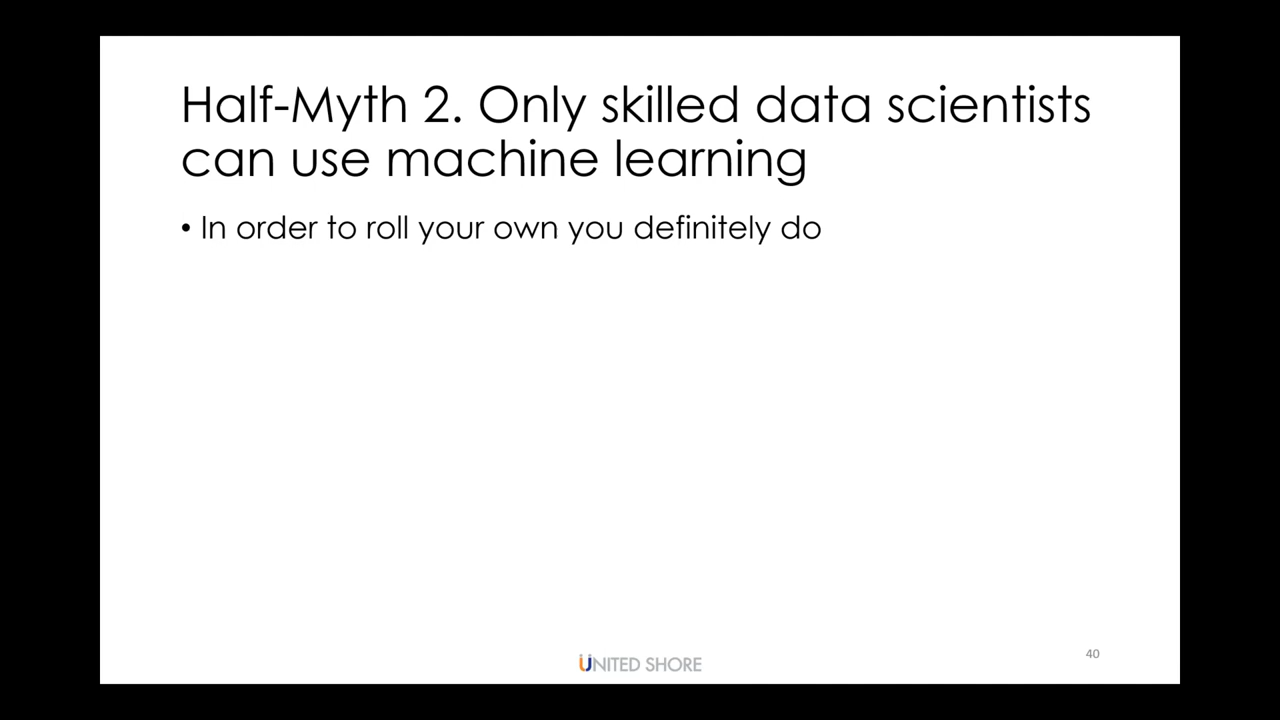 Half-Myth 2. Only skilled data scientists
can use machine learning
• In order to roll your own you definitely do
UNITED SHORE
40